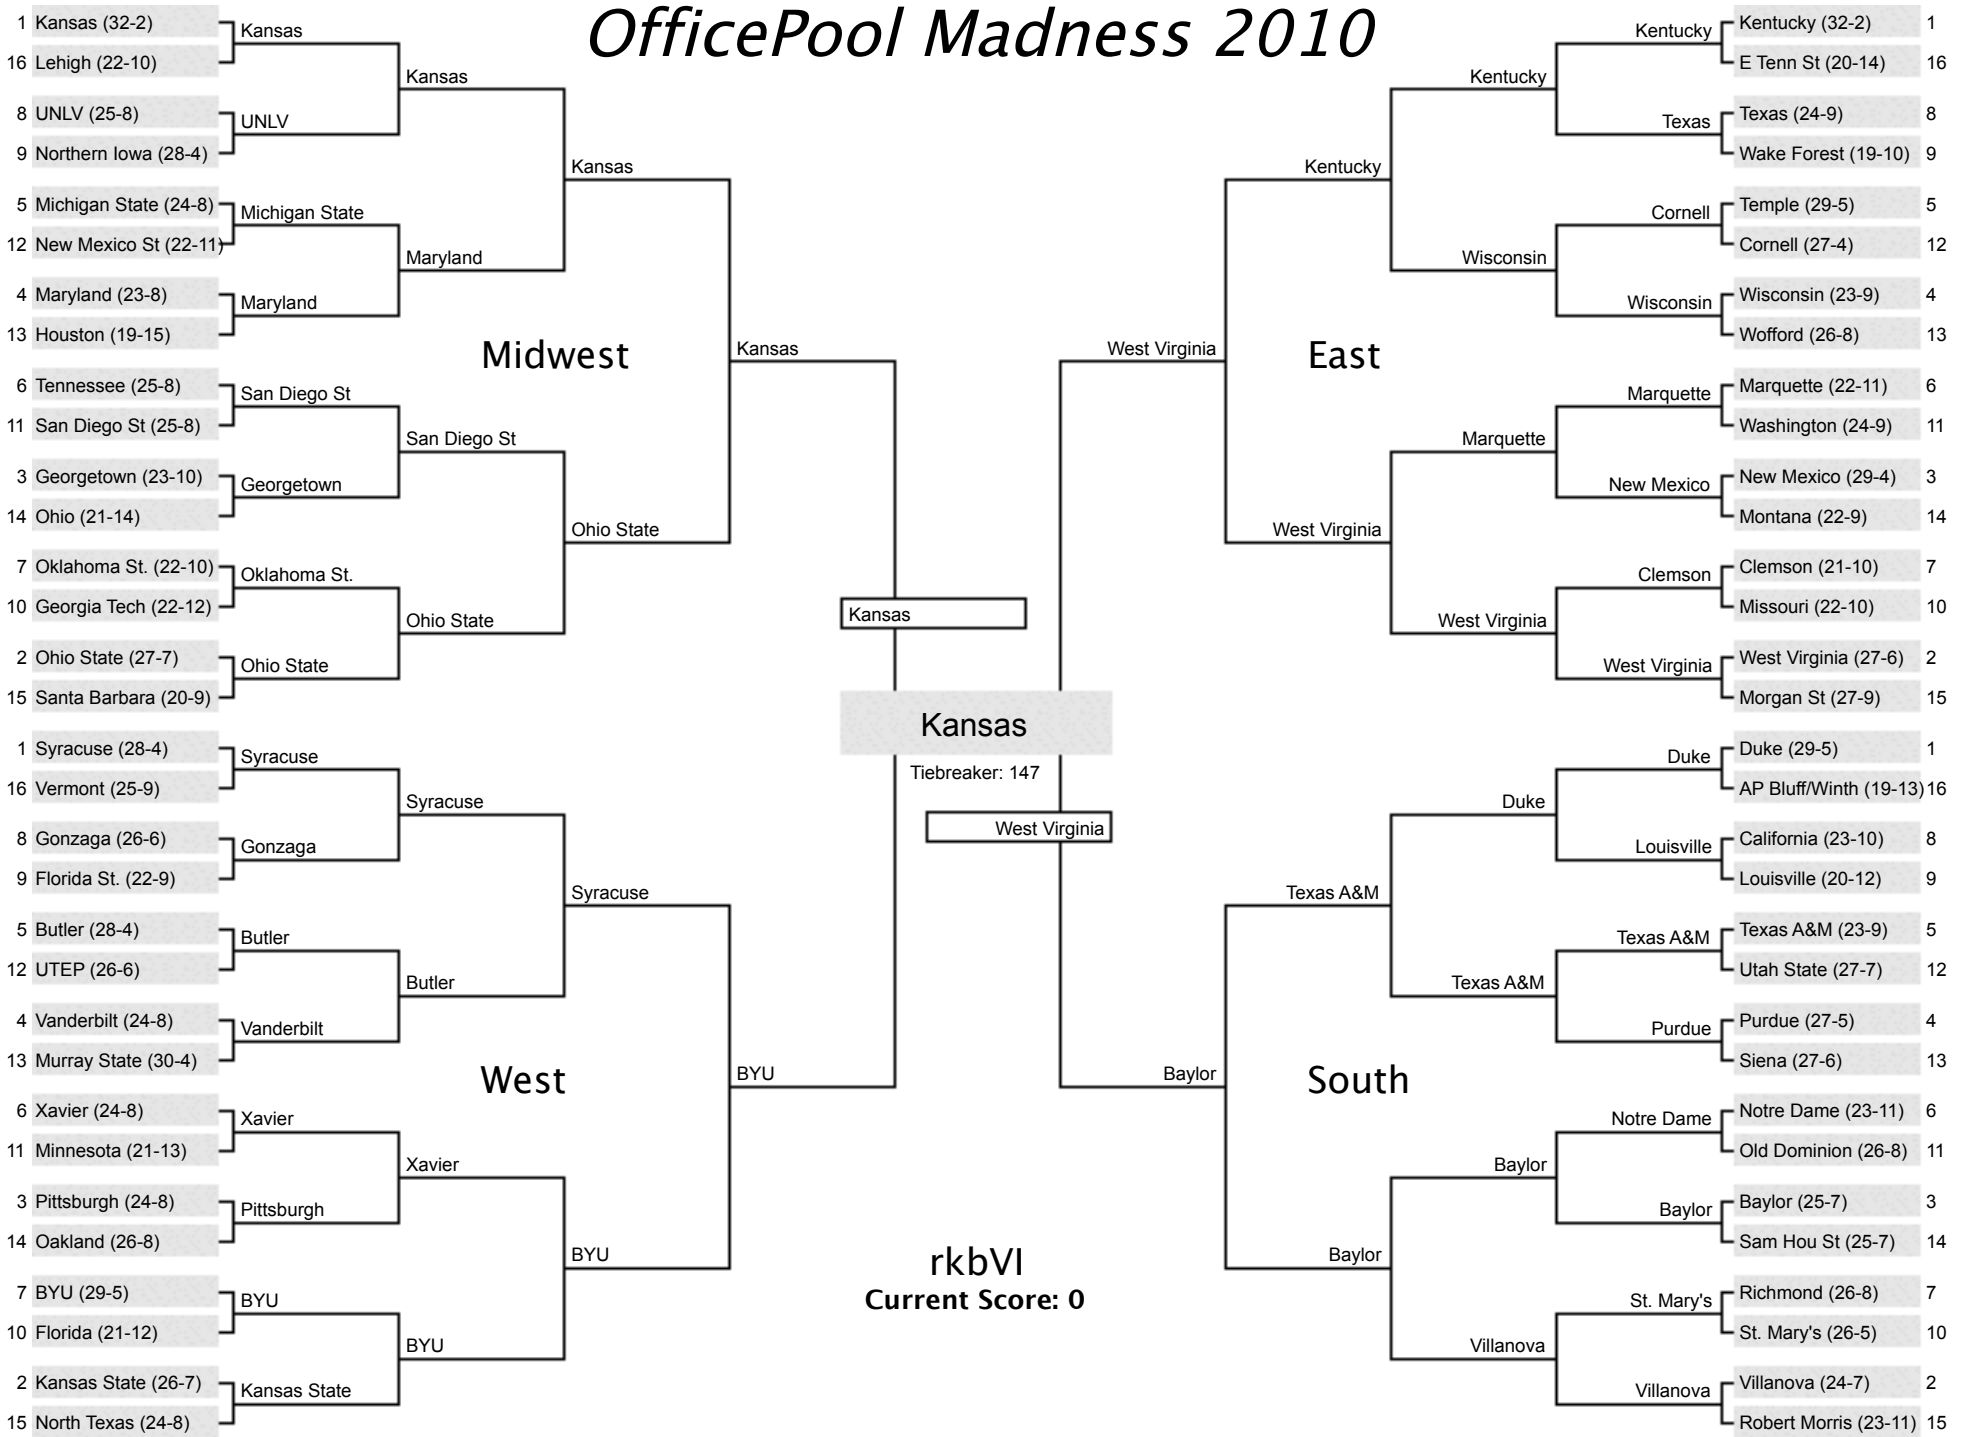 OfficePool Madness 2010
1 Kansas (32-2)
16 Lehigh (22-10)
8 UNLV (25-8)
9 Northern Iowa (28-4)
5 Michigan State (24-8)
12 New Mexico St (22-11)
4 Maryland (23-8)
13 Houston (19-15)
6 Tennessee (25-8)
11 San Diego St (25-8)
3 Georgetown (23-10)
14 Ohio (21-14)
7 Oklahoma St. (22-10)
10 Georgia Tech (22-12)
2 Ohio State (27-7)
15 Santa Barbara (20-9)
Kansas
UNLV
Michigan State
Maryland
San Diego St
Georgetown
Oklahoma St.
Ohio State
Kansas
Maryland
San Diego St
Ohio State
Kansas
Ohio State
Kansas
Midwest
1 Syracuse (28-4)
16 Vermont (25-9)
8 Gonzaga (26-6)
9 Florida St. (22-9)
5 Butler (28-4)
12 UTEP (26-6)
4 Vanderbilt (24-8)
13 Murray State (30-4)
6 Xavier (24-8)
11 Minnesota (21-13)
3 Pittsburgh (24-8)
14 Oakland (26-8)
7 BYU (29-5)
10 Florida (21-12)
2 Kansas State (26-7)
15 North Texas (24-8)
Syracuse
Gonzaga
Butler
Vanderbilt
Xavier
Pittsburgh
BYU
Kansas State
Syracuse
Butler
Xavier
BYU
Syracuse
BYU
BYU
West
Kansas
Kansas
Tiebreaker: 147
West Virginia
rkbVI
Current Score: 0
Kentucky (32-2) 1
E Tenn St (20-14) 16
Texas (24-9) 8
Wake Forest (19-10) 9
Temple (29-5) 5
Cornell (27-4) 12
Wisconsin (23-9) 4
Wofford (26-8) 13
Marquette (22-11) 6
Washington (24-9) 11
New Mexico (29-4) 3
Montana (22-9) 14
Clemson (21-10) 7
Missouri (22-10) 10
West Virginia (27-6) 2
Morgan St (27-9) 15
Kentucky
Texas
Cornell
Wisconsin
Marquette
New Mexico
Clemson
West Virginia
Kentucky
Wisconsin
Marquette
West Virginia
Kentucky
West Virginia
West Virginia
East
Duke (29-5) 1
AP Bluff/Winth (19-13) 16
California (23-10) 8
Louisville (20-12) 9
Texas A&M (23-9) 5
Utah State (27-7) 12
Purdue (27-5) 4
Siena (27-6) 13
Notre Dame (23-11) 6
Old Dominion (26-8) 11
Baylor (25-7) 3
Sam Hou St (25-7) 14
Richmond (26-8) 7
St. Mary's (26-5) 10
Villanova (24-7) 2
Robert Morris (23-11) 15
Duke
Louisville
Texas A&M
Purdue
Notre Dame
Baylor
St. Mary's
Villanova
Duke
Texas A&M
Baylor
Villanova
Texas A&M
Baylor
Baylor
South